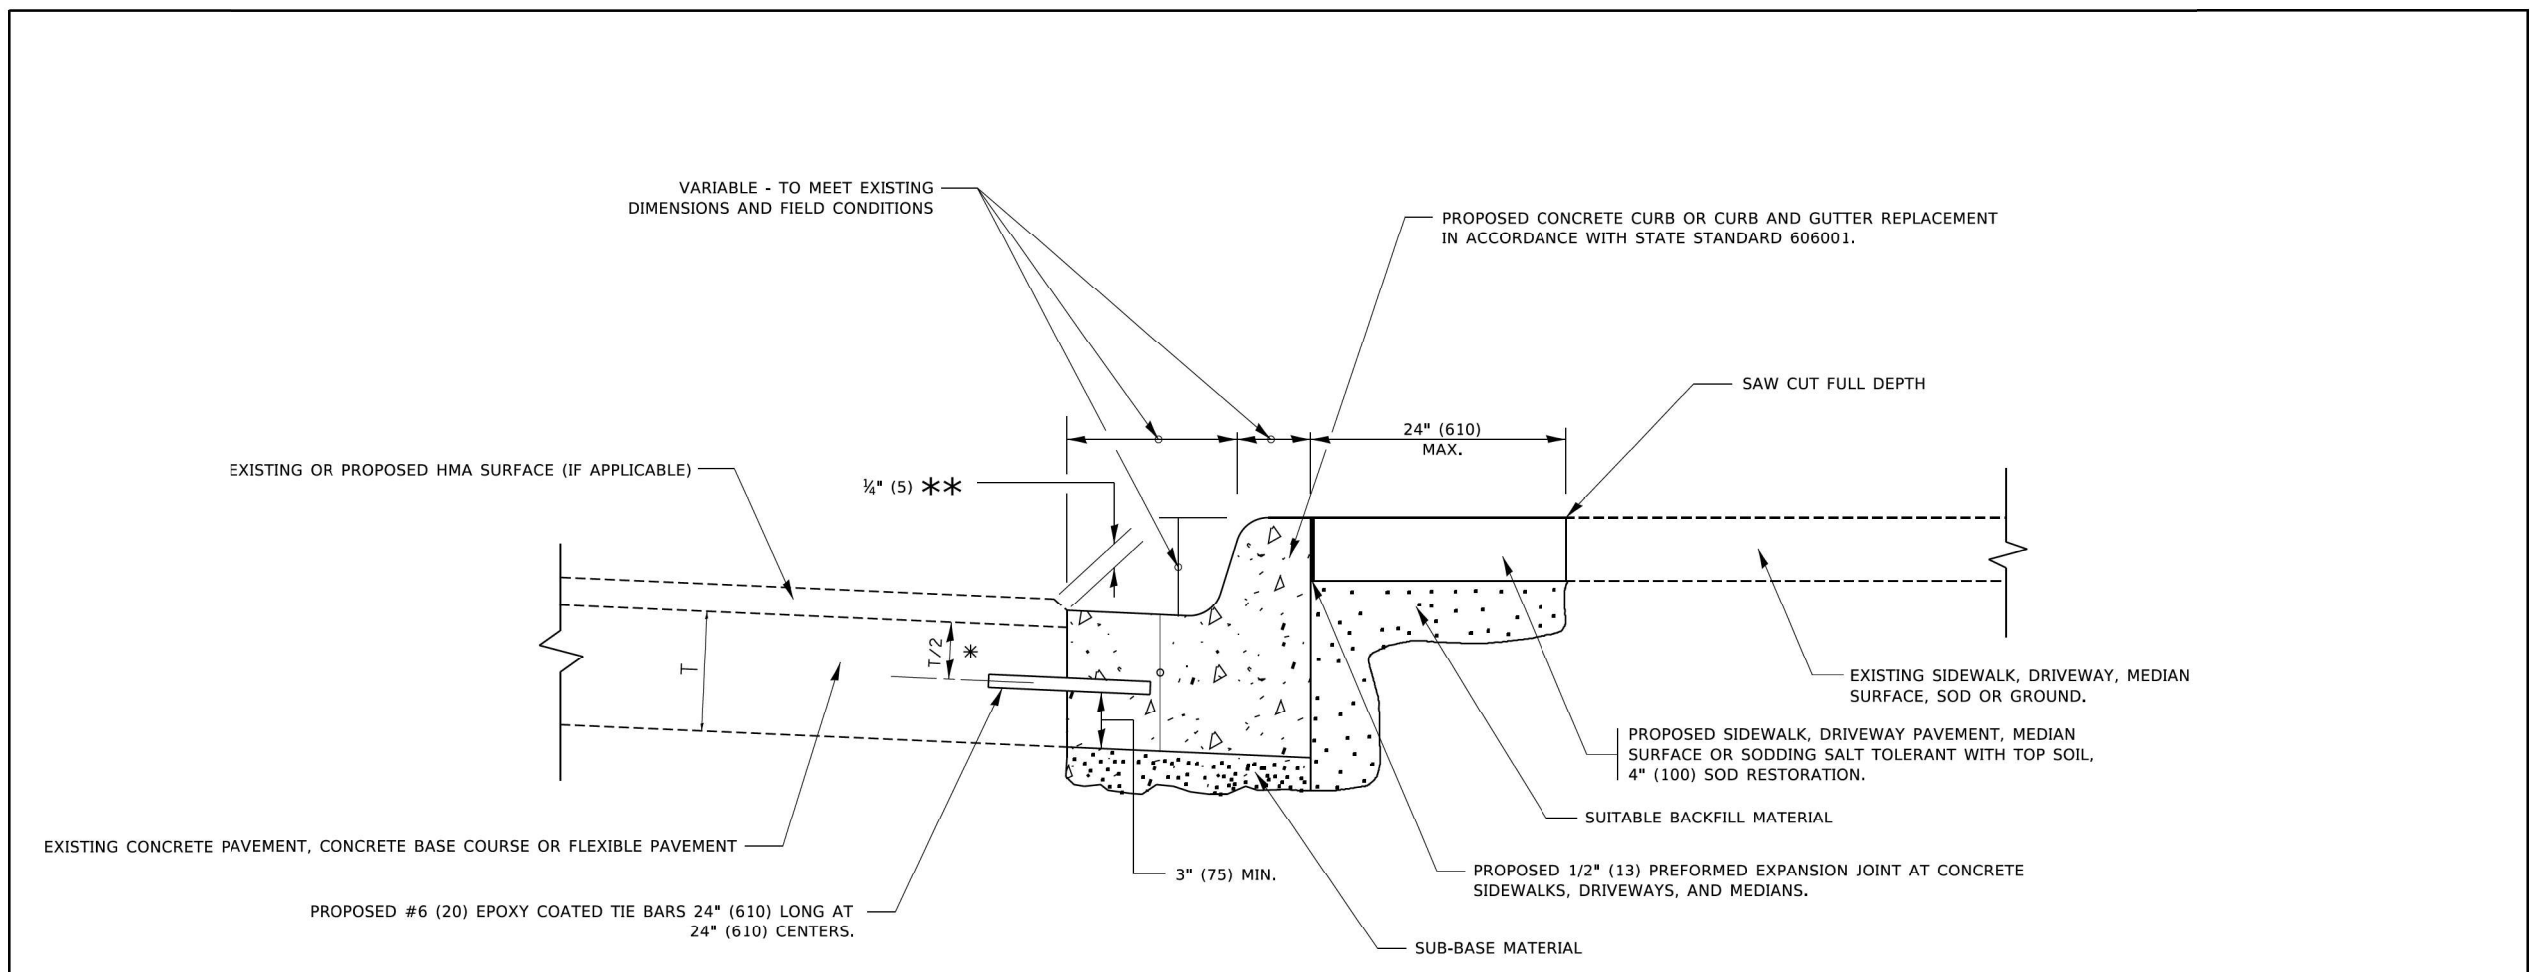 VARIABLE - TO MEET EXISTING
DIMENSIONS AND FIELD CONDITIONS
PROPOSED CONCRETE CURB OR CURB AND GUTTER REPLACEMENT
IN ACCORDANCE WITH STATE STANDARD 606001.
SAW CUT FULL DEPTH
24" (610)
MAX.
EXISTING OR PROPOSED HMA SURFACE (IF APPLICABLE)
¼" (5) **
T
T/2 *
EXISTING SIDEWALK, DRIVEWAY, MEDIAN
SURFACE, SOD OR GROUND.
PROPOSED SIDEWALK, DRIVEWAY PAVEMENT, MEDIAN
SURFACE OR SODDING SALT TOLERANT WITH TOP SOIL,
4" (100) SOD RESTORATION.
SUITABLE BACKFILL MATERIAL
EXISTING CONCRETE PAVEMENT, CONCRETE BASE COURSE OR FLEXIBLE PAVEMENT
3" (75) MIN.
PROPOSED 1/2" (13) PREFORMED EXPANSION JOINT AT CONCRETE
SIDEWALKS, DRIVEWAYS, AND MEDIANS.
PROPOSED #6 (20) EPOXY COATED TIE BARS 24" (610) LONG AT
24" (610) CENTERS.
SUB-BASE MATERIAL